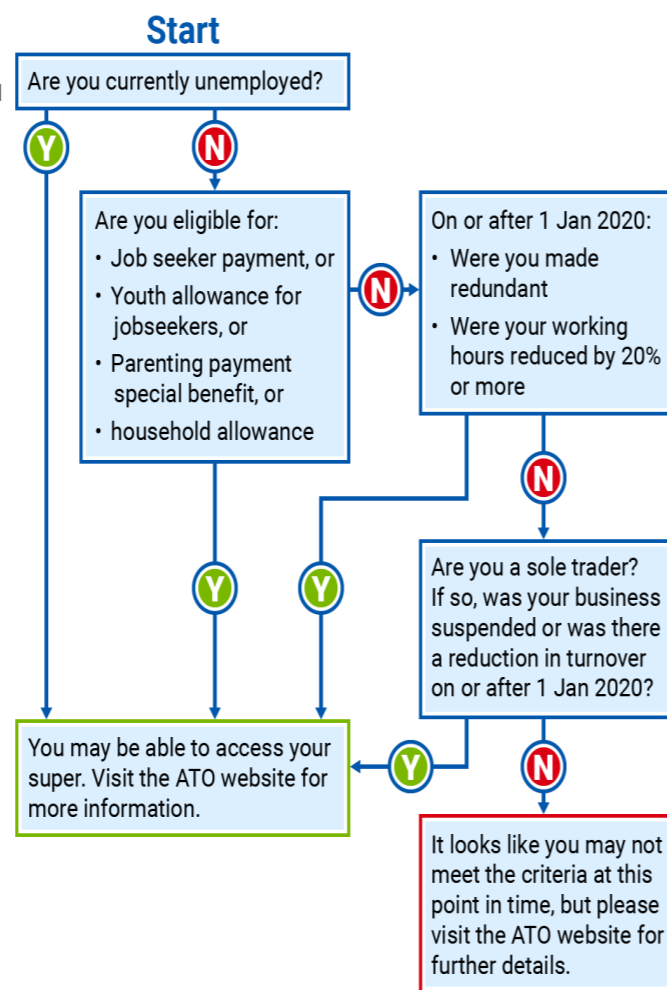 Start
Are you currently unemployed?
Y
N
Are you eligible for:
• Job seeker payment, or
• Youth allowance for
jobseekers, or
• Parenting payment
special benefit, or
• household allowance
N
On or after 1 Jan 2020:
• Were you made
redundant
• Were your working
hours reduced by 20%
or more
N
Y
Y
Are you a sole trader?
If so, was your business
suspended or was there
a reduction in turnover
on or after 1 Jan 2020?
You may be able to access your
super. Visit the ATO website for
more information.
Y
N
It looks like you may not
meet the criteria at this
point in time, but please
visit the ATO website for
further details.